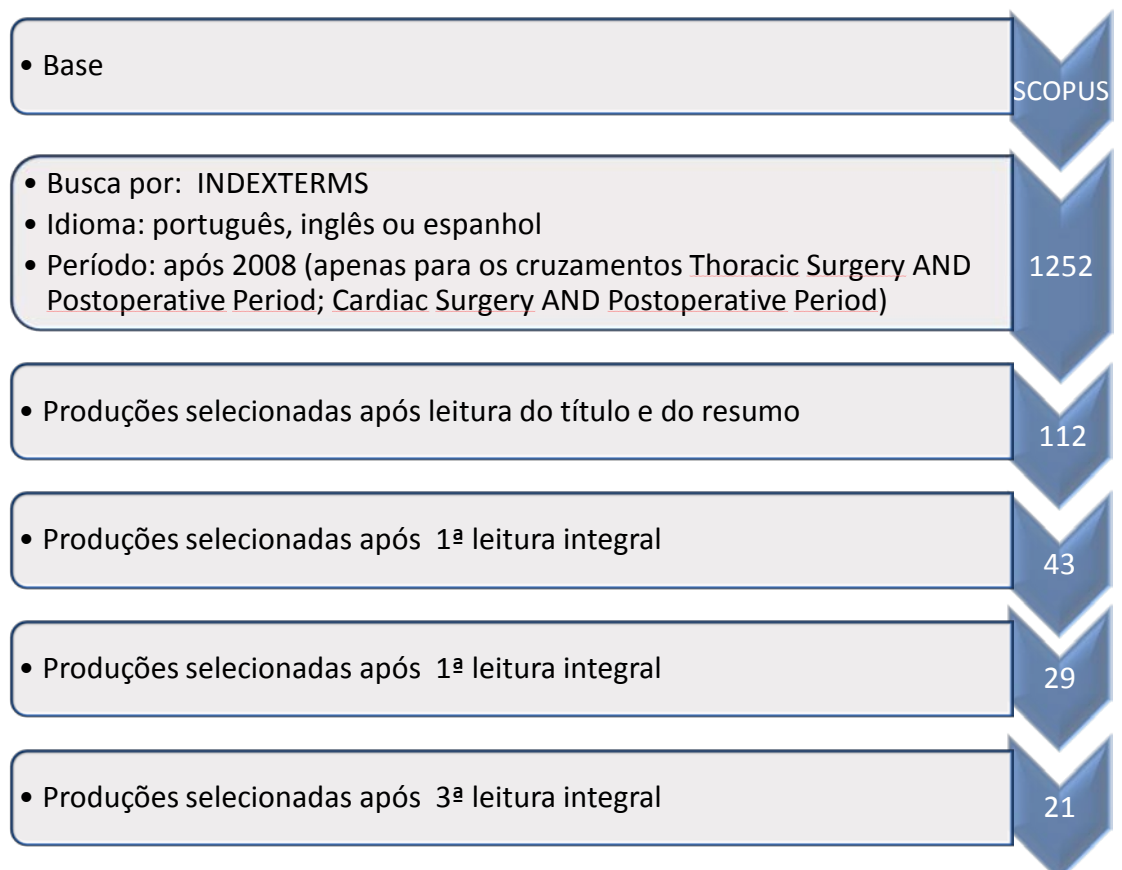 • Base
SCOPUS
• Busca por: INDEXTERMS
• Idioma: português, inglês ou espanhol
• Período: após 2008 (apenas para os cruzamentos Thoracic Surgery AND
Postoperative Period; Cardiac Surgery AND Postoperative Period)
1252
• Produções selecionadas após leitura do título e do resumo
112
• Produções selecionadas após 1ª leitura integral
43
• Produções selecionadas após 1ª leitura integral
29
• Produções selecionadas após 3ª leitura integral
21